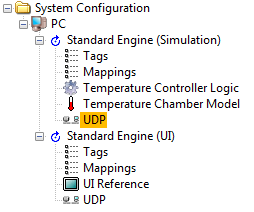 System Configuration
PC
Standard Engine (Simulation)
Tags
Mappings
Temperature Controller Logic
Temperature Chamber Model
UDP
Standard Engine (UI)
Tags
Mappings
UI Reference
UDP